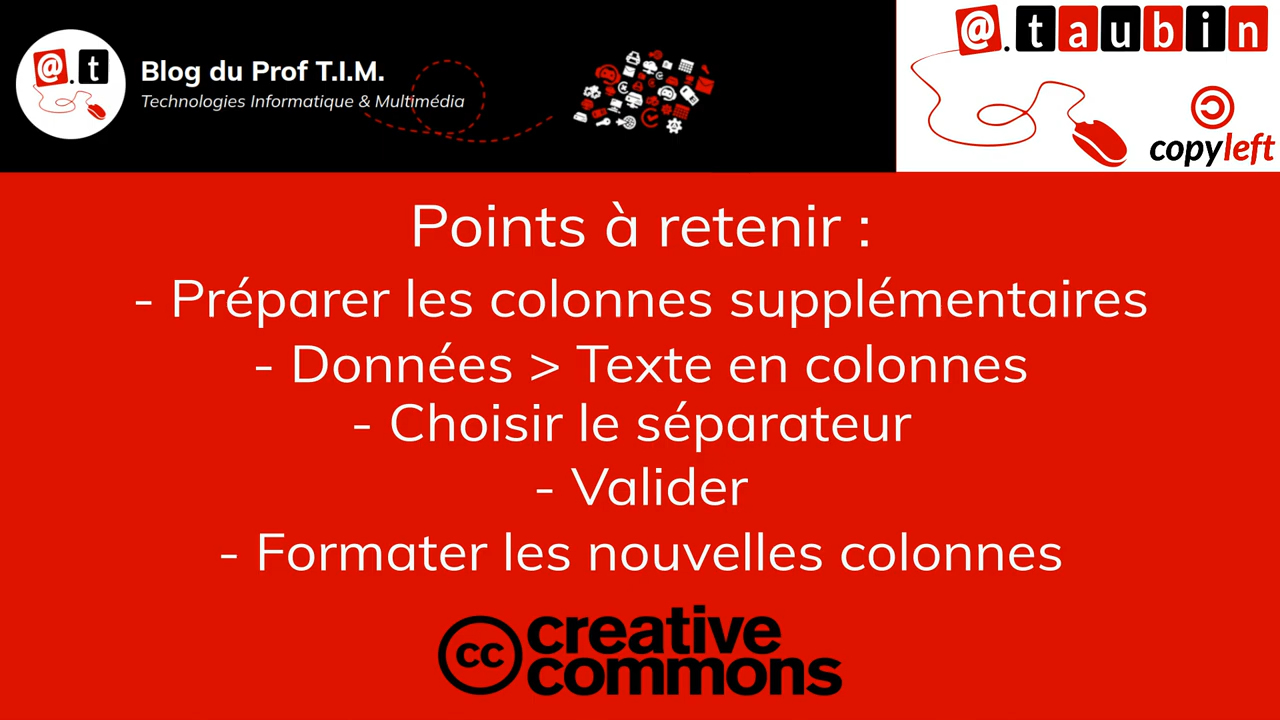 @.t
Blog du Prof T.I.M.
Technologies Informatique & Multimédia
@.taubin
copyleft
Points à retenir :
- Préparer les colonnes supplémentaires
- Données > Texte en colonnes
- Choisir le séparateur
- Valider
- Formater les nouvelles colonnes
cc creative
commons